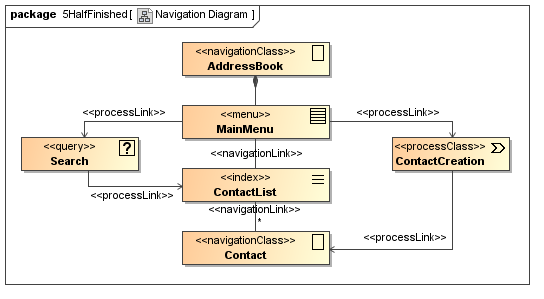 package 5HalfFinished [ Navigation Diagram ]
<<navigationClass>>
AddressBook
<<processLink>>
<<menu>>
MainMenu
<<processLink>>
<<query>>
Search
?
<<navigationLink>>
<<processClass>>
ContactCreation
<<processLink>>
<<index>>
ContactList
<<navigationLink>>
*
<<navigationClass>>
Contact
<<processLink>>